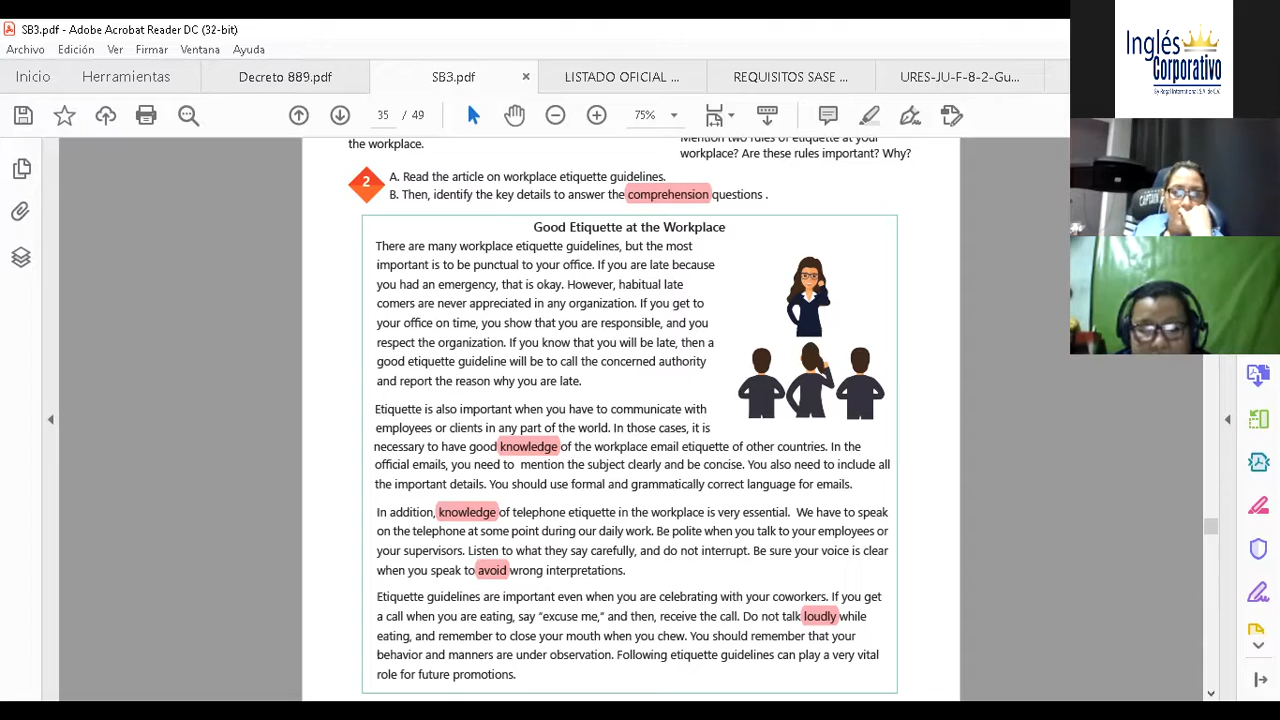 SB3.pdf - Adobe Acrobat Reader DC (32-bit)
Archivo Edición Ver Firmar Ventana Ayuda
Inicio Herramientas Decreto 889.pdf SB3.pdf × LISTADO OFICIAL ... REQUISITOS SASE ... URES-JU-F-8-2-Gu...
35 / 49 75%
Inglés
Corporativo
By Regal International S.A. de C.V.
the workplace.
Mention two rules of etiquette at your
workplace? Are these rules important? Why?
2
A. Read the article on workplace etiquette guidelines.
B. Then, identify the key details to answer the comprehension questions .
Good Etiquette at the Workplace
There are many workplace etiquette guidelines, but the most
important is to be punctual to your office. If you are late because
you had an emergency, that is okay. However, habitual late
comers are never appreciated in any organization. If you get to
your office on time, you show that you are responsible, and you
respect the organization. If you know that you will be late, then a
good etiquette guideline will be to call the concerned authority
and report the reason why you are late.
Etiquette is also important when you have to communicate with
employees or clients in any part of the world. In those cases, it is
necessary to have good knowledge of the workplace email etiquette of other countries. In the
official emails, you need to mention the subject clearly and be concise. You also need to include all
the important details. You should use formal and grammatically correct language for emails.
In addition, knowledge of telephone etiquette in the workplace is very essential. We have to speak
on the telephone at some point during our daily work. Be polite when you talk to your employees or
your supervisors. Listen to what they say carefully, and do not interrupt. Be sure your voice is clear
when you speak to avoid wrong interpretations.
Etiquette guidelines are important even when you are celebrating with your coworkers. If you get
a call when you are eating, say “excuse me,” and then, receive the call. Do not talk loudly while
eating, and remember to close your mouth when you chew. You should remember that your
behavior and manners are under observation. Following etiquette guidelines can play a very vital
role for future promotions.